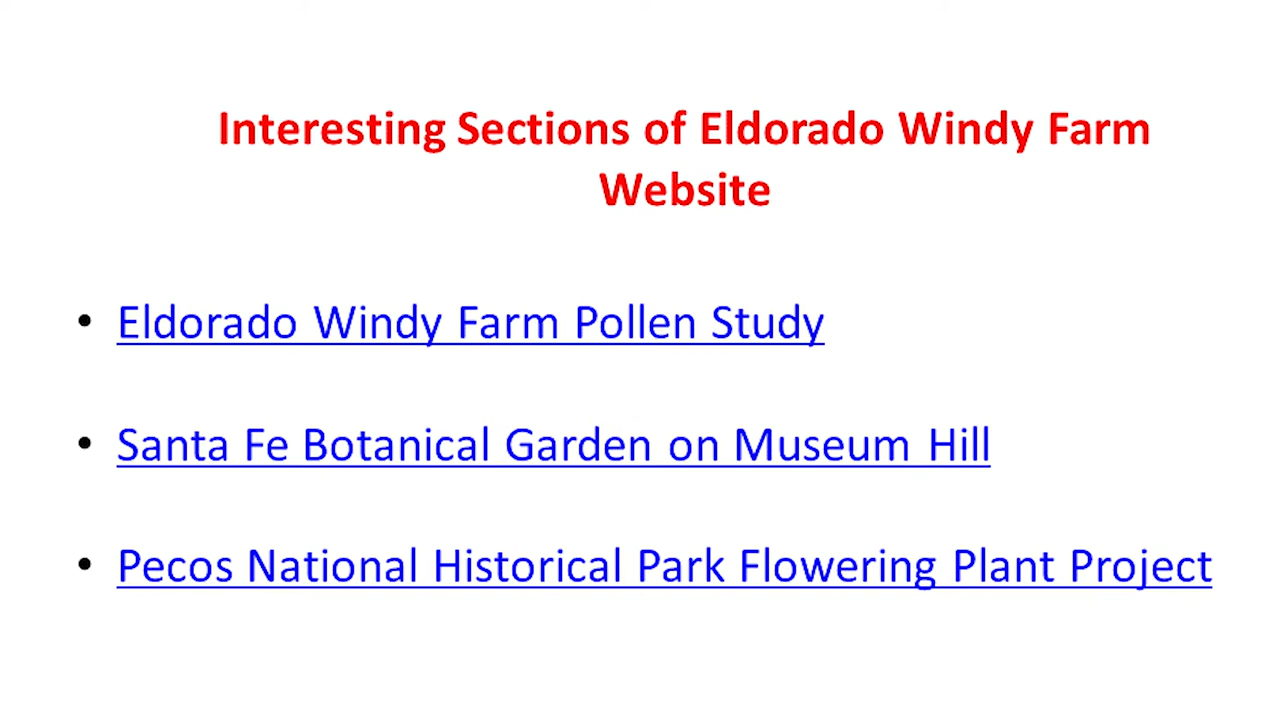 Interesting Sections of Eldorado Windy Farm
Website
• Eldorado Windy Farm Pollen Study
• Santa Fe Botanical Garden on Museum Hill
• Pecos National Historical Park Flowering Plant Project